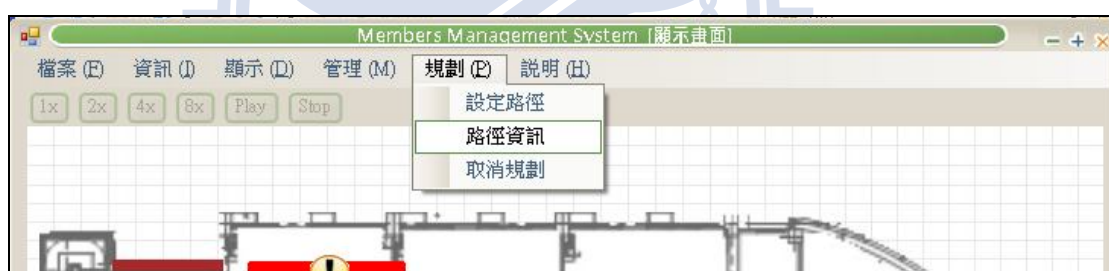 Members Management System [顯示畫面]
檔案 (F) 資訊 (I) 顯示 (D) 管理 (M) 規劃 (P) 說明 (H)
1x 2x 4x 8x Play Stop
設定路徑
路徑資訊
取消規劃
!